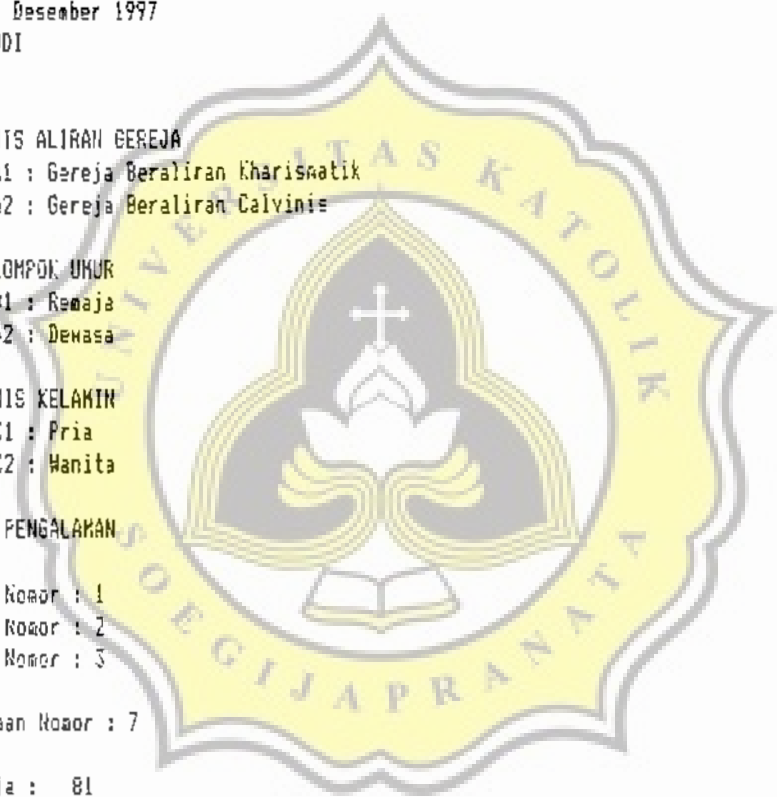 Desember 1997
UDI
IS ALIRAN GEREJA
1 : Gereja Beraliran Kharismatik
2 : Gereja Beraliran Calvinis
LOMPOK UMUR
1 : Remaja
2 : Dewasa
NIS KELAMIN
1 : Pria
2 : Wanita
PENGALAMAN
Nomor : 1
Nomor : 2
Nomor : 3
aan Nomor : 7
a : 81
UNIVERSITAS KATOLIK
SOEGIJAPRANATA